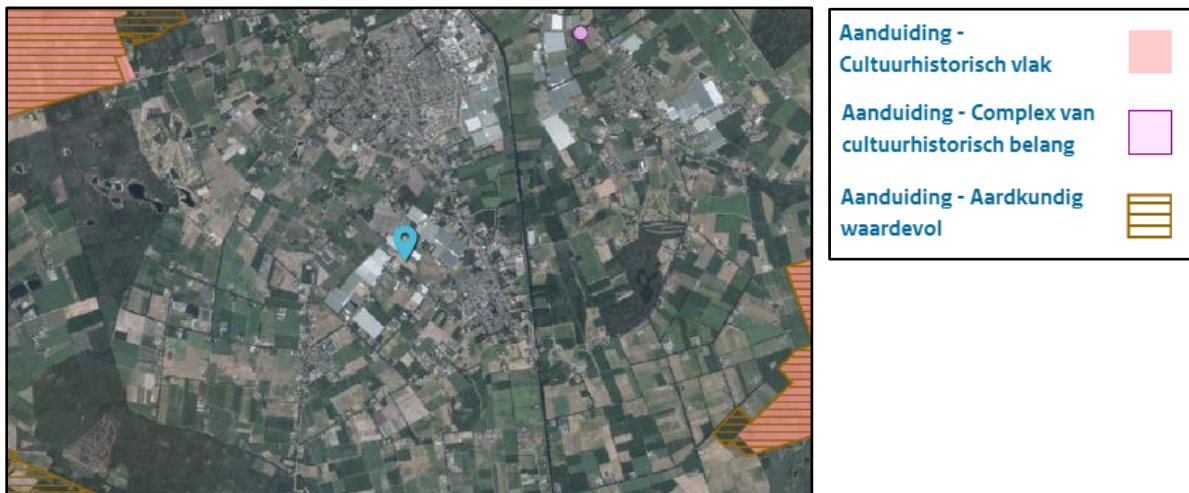 Aanduiding -
Cultuurhistorisch vlak
Aanduiding - Complex van
cultuurhistorisch belang
Aanduiding - Aardkundig
waardevol